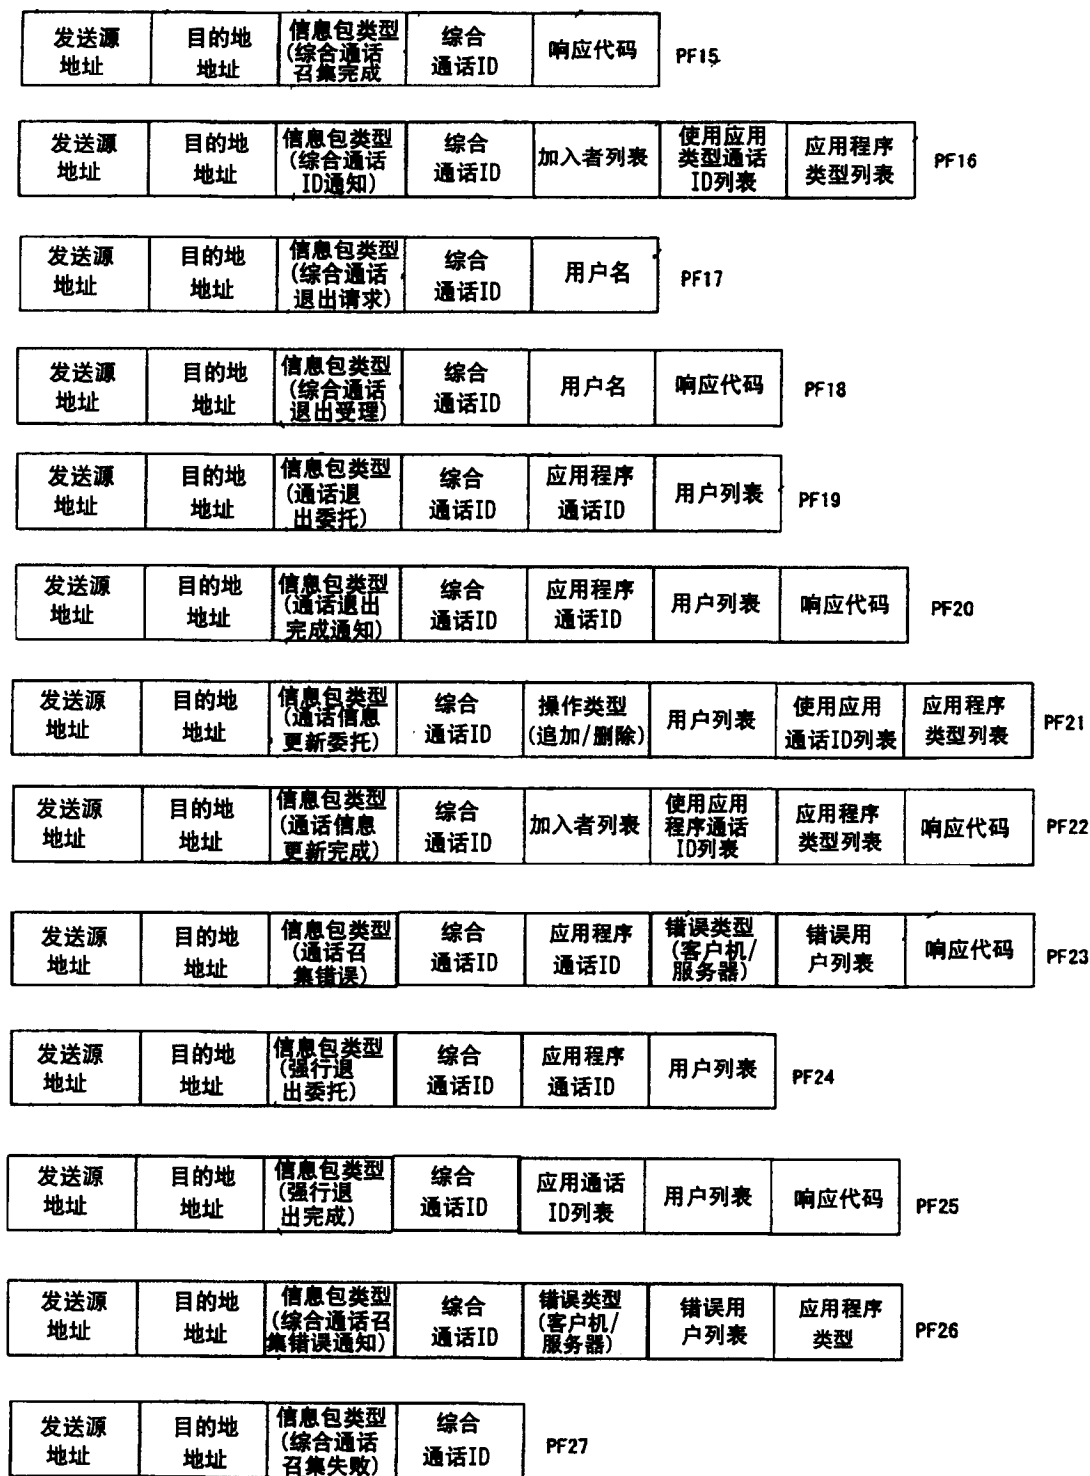 发送源 地址 目的地 地址 信息包类型 (综合通话 召集完成 综合 通话ID 响应代码 PF15
发送源 地址 目的地 地址 信息包类型 (综合通话 ID通知) 综合 通话ID 加入者列表 使用应用 类型通话 ID列表 应用程序 类型列表 PF16
发送源 地址 目的地 地址 信息包类型 (综合通话 退出请求) 综合 通话ID 用户名 PF17
发送源 地址 目的地 地址 信息包类型 (综合通话 退出受理) 综合 通话ID 用户名 响应代码 PF18
发送源 地址 目的地 地址 信息包类型 (通话退 出委托) 综合 通话ID 应用程序 通话ID 用户列表 PF19
发送源 地址 目的地 地址 信息包类型 (通话退出 完成通知) 综合 通话ID 应用程序 通话ID 用户列表 响应代码 PF20
发送源 地址 目的地 地址 信息包类型 (通话信息 更新委托) 综合 通话ID 操作类型 (追加/删除) 用户列表 使用应用 通话ID列表 应用程序 类型列表 PF21
发送源 地址 目的地 地址 信息包类型 (通话信息 更新完成) 综合 通话ID 加入者列表 使用应用 程序通话 ID列表 应用程序 类型列表 响应代码 PF22
发送源 地址 目的地 地址 信息包类型 (通话召 集错误) 综合 通话ID 应用程序 通话ID 错误类型 (客户机/ 服务器) 错误用 户列表 响应代码 PF23
发送源 地址 目的地 地址 信息包类型 (强行退 出委托) 综合 通话ID 应用程序 通话ID 用户列表 PF24
发送源 地址 目的地 地址 信息包类型 (强行退 出完成) 综合 通话ID 应用通话 ID列表 用户列表 响应代码 PF25
发送源 地址 目的地 地址 信息包类型 (综合通话召 集错误通知) 综合 通话ID 错误类型 (客户机/ 服务器) 错误用 户列表 应用程序 类型 PF26
发送源 地址 目的地 地址 信息包类型 (综合通话 召集失败) 综合 通话ID PF27